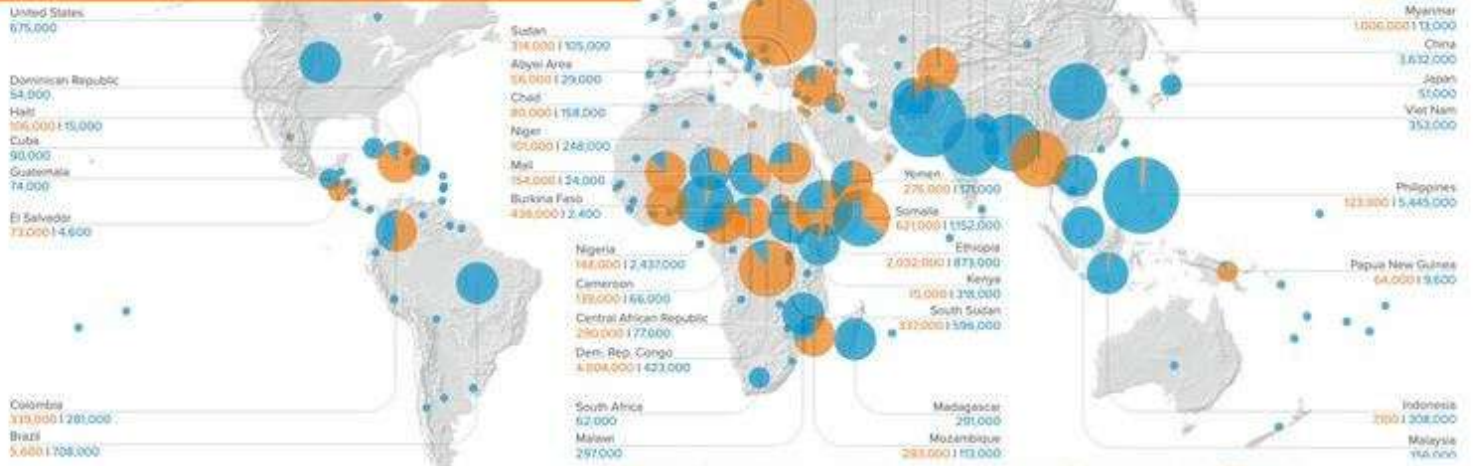 United States
675,000
Dominican Republic
54,000
Haiti
106,000 | 15,000
Cuba
90,000
Guatemala
74,000
El Salvador
73,000 | 4,600
Colombia
339,000 | 281,000
Brazil
5,600 | 708,000
Sudan
314,000 | 105,000
Abyei Area
56,000 | 29,000
Chad
80,000 | 158,000
Niger
101,000 | 248,000
Mali
154,000 | 24,000
Burkina Faso
438,000 | 2,400
Nigeria
148,000 | 2,437,000
Cameroon
139,000 | 66,000
Central African Republic
290,000 | 77,000
Dem. Rep. Congo
4,004,000 | 423,000
South Africa
62,000
Malawi
297,000
Yemen
276,000 | 171,000
Somalia
621,000 | 1,152,000
Ethiopia
2,032,000 | 873,000
Kenya
15,000 | 318,000
South Sudan
337,000 | 596,000
Madagascar
291,000
Mozambique
283,000 | 113,000
Myanmar
1,006,000 | 13,000
China
3,632,000
Japan
51,000
Viet Nam
353,000
Philippines
123,000 | 5,445,000
Papua New Guinea
64,000 | 9,600
Indonesia
7,100 | 308,000
Malaysia